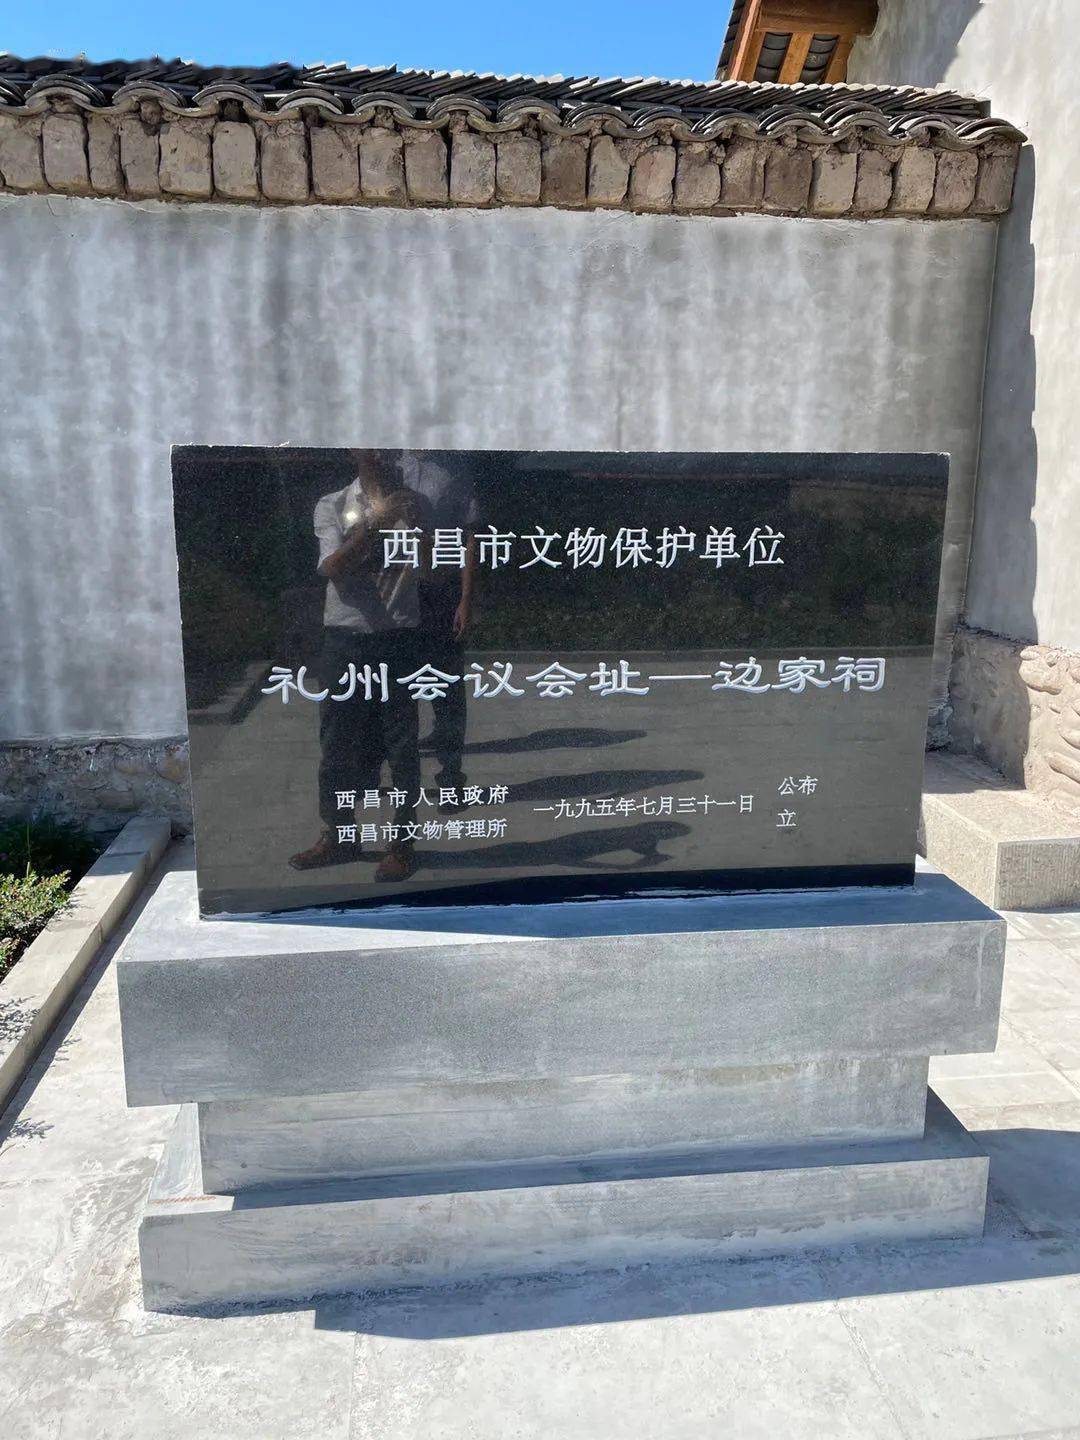 西昌市文物保护单位
礼州会议会址—边家祠
西昌市人民政府 一九九五年七月三十一日 公布
西昌市文物管理所 立